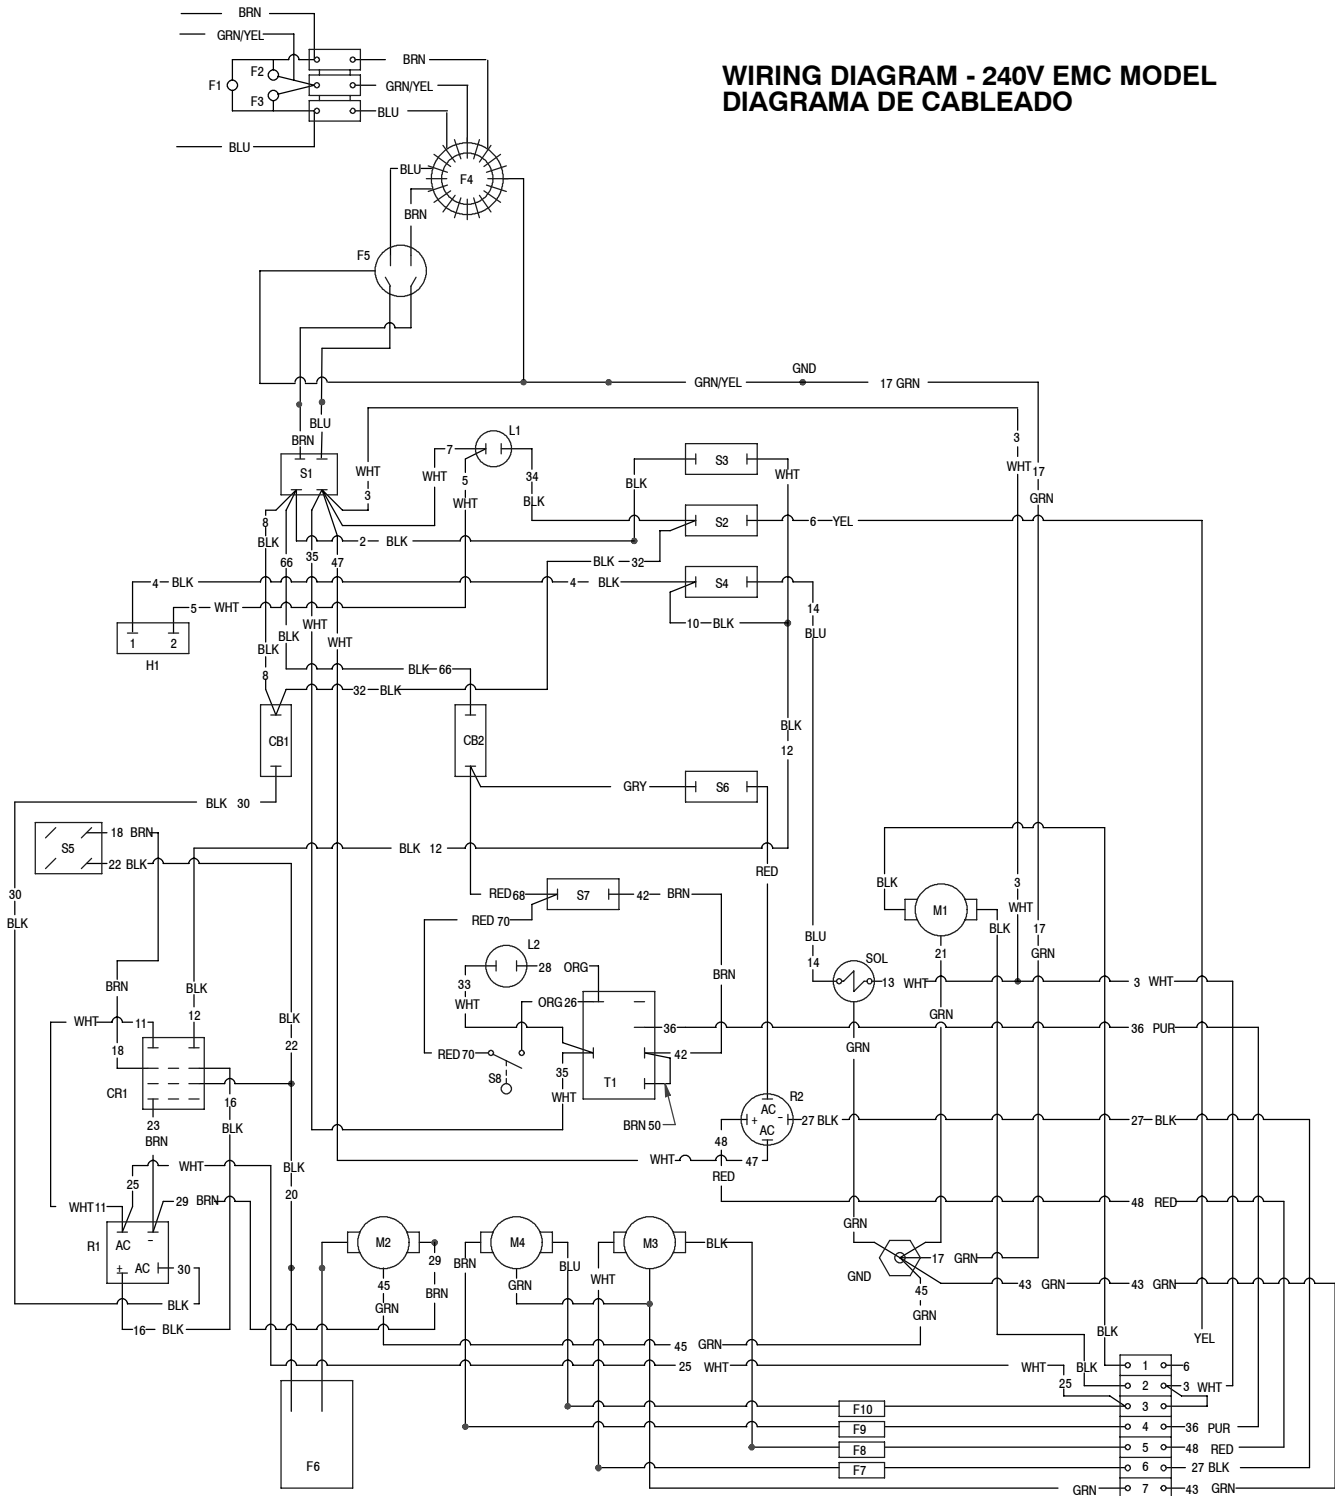 BRN
GRN/YEL
WIRING DIAGRAM - 240V EMC MODEL
DIAGRAMA DE CABLEADO
BRN
F2
F1
GRN/YEL
F3
BLU
BLU
BLU
F4
BRN
F5
GND
GRN/YEL
17 GRN
BLU
BRN
3
L1
7
S3
WHT
17
S1
WHT
WHT
5
34
WHT
GRN
3
WHT
BLK
BLK
8
S2
6 YEL
BLK
2 BLK
66
35
47
BLK 32
4 BLK
4 BLK
S4
5 WHT
14
BLU
WHT
10 BLK
1 2
BLK
WHT
H1
BLK
8
BLK 66
32 BLK
BLK
CB1
CB2
12
GRY
S6
BLK 30
18 BRN
S5
BLK 12
22 BLK
RED
30
BLK
3
BLK
RED 68
S7
42 BRN
WHT
M1
RED 70
17
BLK
BLU
L2
21
GRN
SOL
28 ORG
14
33
BRN
13 WHT
3 WHT
BRN
BLK
WHT
ORG 26
GRN
WHT 11
12
BLK
36
36 PUR
18
22
GRN
RED 70
42
S8
35
T1
CR1
WHT
16
R2
AC
23
BLK
BRN 50
+ -
27 BLK
27 BLK
BRN
AC
48
WHT
BLK
WHT 47
25
RED
29 BRN
20
48 RED
WHT 11
GRN
M2
M4
M3
BLK
R1
AC -
29
BRN
BLU
WHT
17 GRN
+ AC
30
45
GRN
GND
43 GRN
43 GRN
BLK
GRN
BRN
45
GRN
16 BLK
BLK
YEL
45 GRN
25 WHT
WHT
BLK
1
6
25
2
3 WHT
F10
3
F9
4
36 PUR
F8
5
48 RED
F6
F7
6
27 BLK
GRN
7
43 GRN